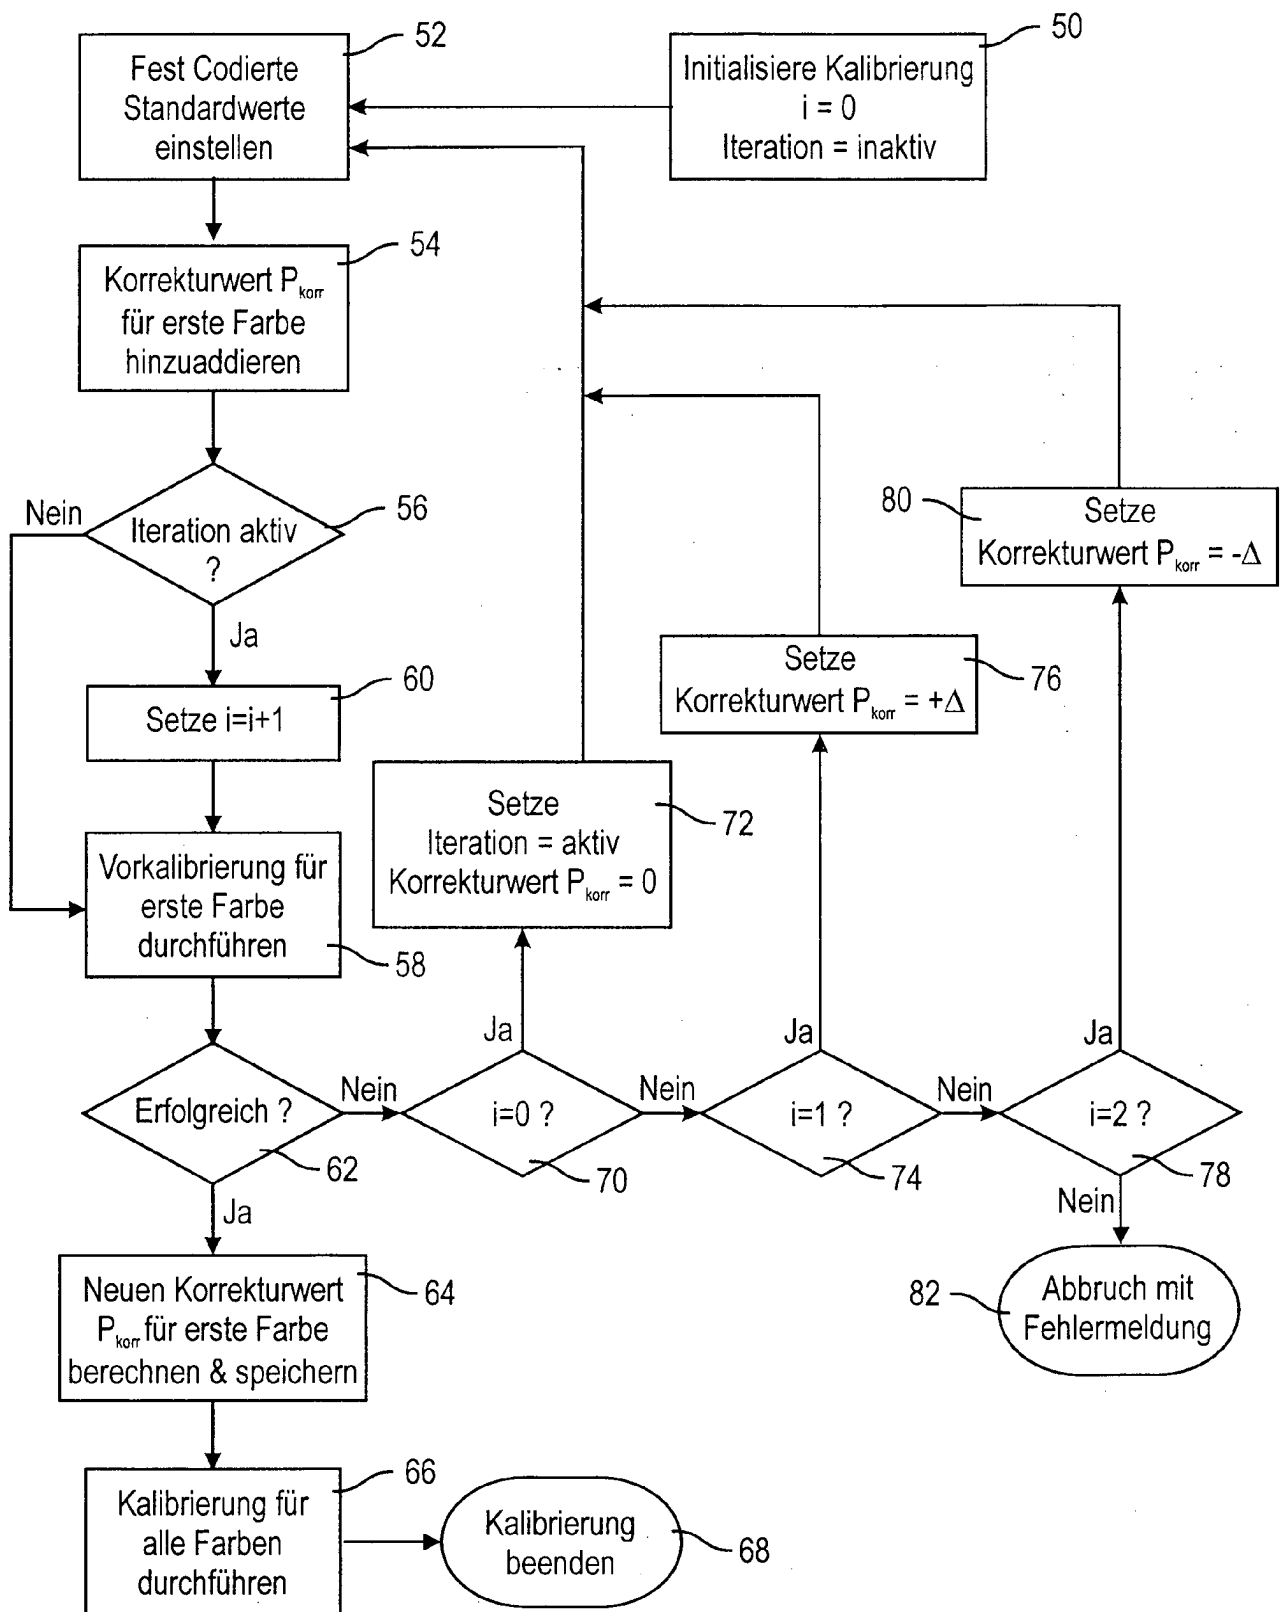 52
Fest Codierte
Standardwerte
einstellen
50
Initialisiere Kalibrierung
i = 0
Iteration = inaktiv
54
Korrekturwert Pkorr
für erste Farbe
hinzuaddieren
Nein
56
Iteration aktiv
?
Ja
80
Setze
Korrekturwert Pkorr = -Δ
76
Setze
Korrekturwert Pkorr = +Δ
60
Setze i=i+1
72
Setze
Iteration = aktiv
Korrekturwert Pkorr = 0
Vorkalibrierung für
erste Farbe
durchführen
58
Ja
Ja
Ja
Erfolgreich ?
Nein
i=0 ?
Nein
i=1 ?
Nein
i=2 ?
62
70
74
78
Ja
Nein
64
Neuen Korrekturwert
Pkorr für erste Farbe
berechnen & speichern
82
Abbruch mit
Fehlermeldung
66
Kalibrierung für
alle Farben
durchführen
Kalibrierung
beenden
68